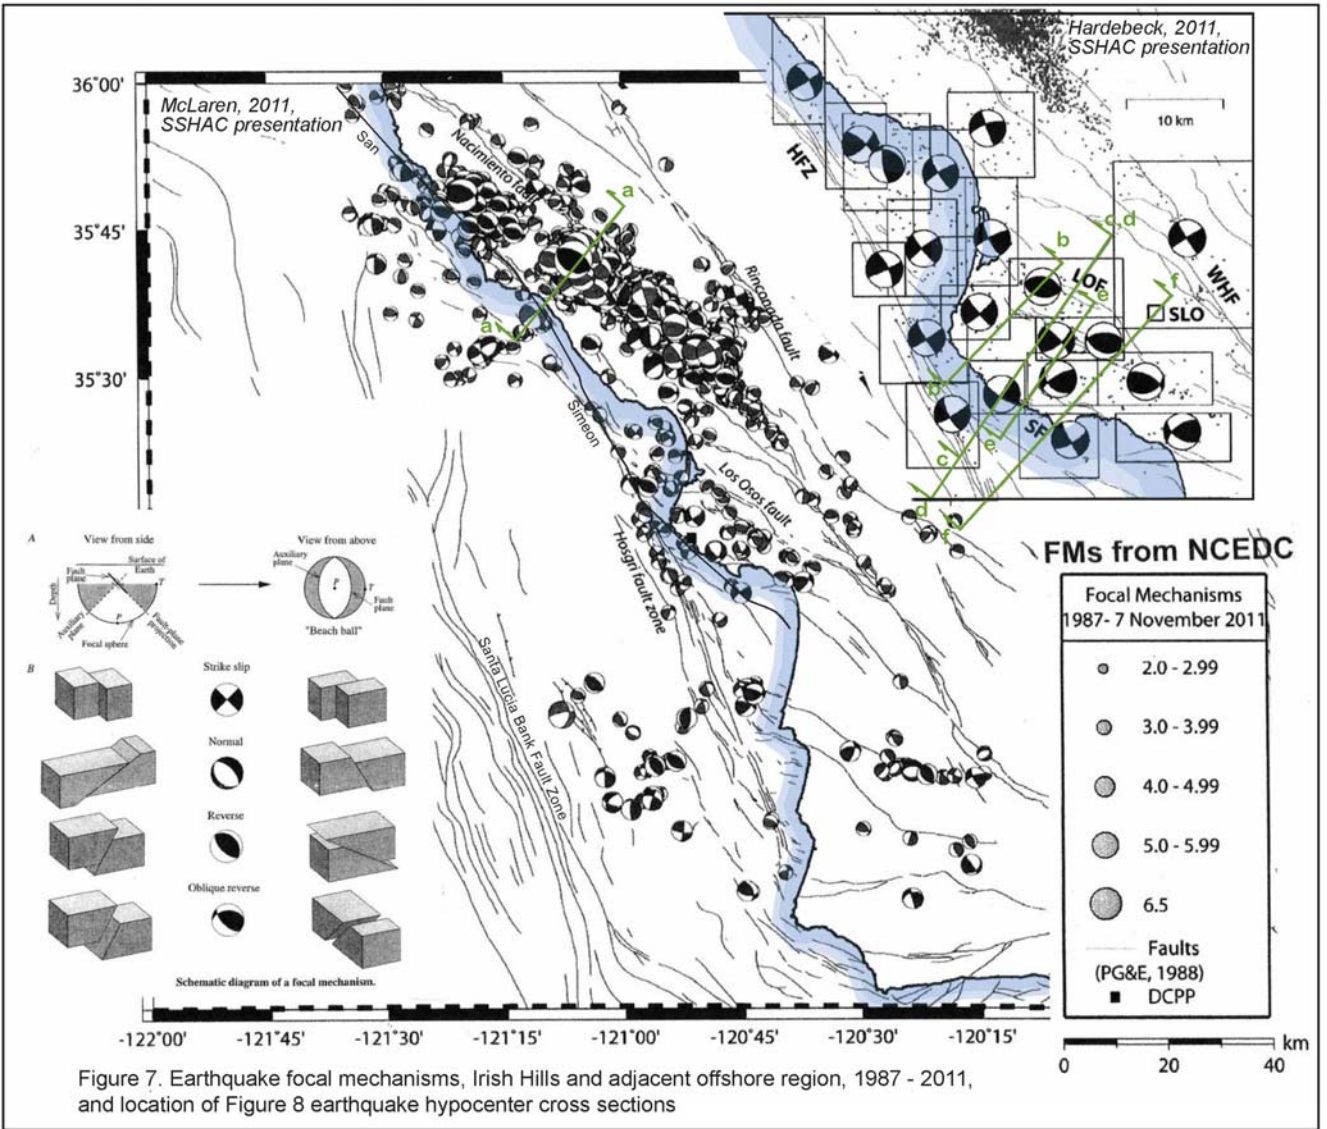 McLaren, 2011,
SSHAC presentation
Hardebeck, 2011,
SSHAC presentation
10 km
36°00'
35°45'
35°30'
San
Simeon
Nacimiento fault
Rinconada fault
Los Osos fault
Hosgri fault zone
Santa Lucia Bank Fault Zone
a
a
HFZ
b
c,d
LOF
e
f
WHF
SLO
b
c
SF
e
d
f
A
View from side
View from above
Surface of
Earth
Fault
plane
Depth
T
P
Auxiliary
plane
Fault-plane
projection
Focal sphere
Auxiliary
plane
P
T
Fault
plane
"Beach ball"
B
Strike slip
Normal
Reverse
Oblique reverse
Schematic diagram of a focal mechanism.
FMs from NCEDC
Focal Mechanisms
1987- 7 November 2011
2.0 - 2.99
3.0 - 3.99
4.0 - 4.99
5.0 - 5.99
6.5
Faults
(PG&E, 1988)
DCPP
-122°00'
-121°45'
-121°30'
-121°15'
-121°00'
-120°45'
-120°30'
-120°15'
km
0
20
40
Figure 7. Earthquake focal mechanisms, Irish Hills and adjacent offshore region, 1987 - 2011,
and location of Figure 8 earthquake hypocenter cross sections